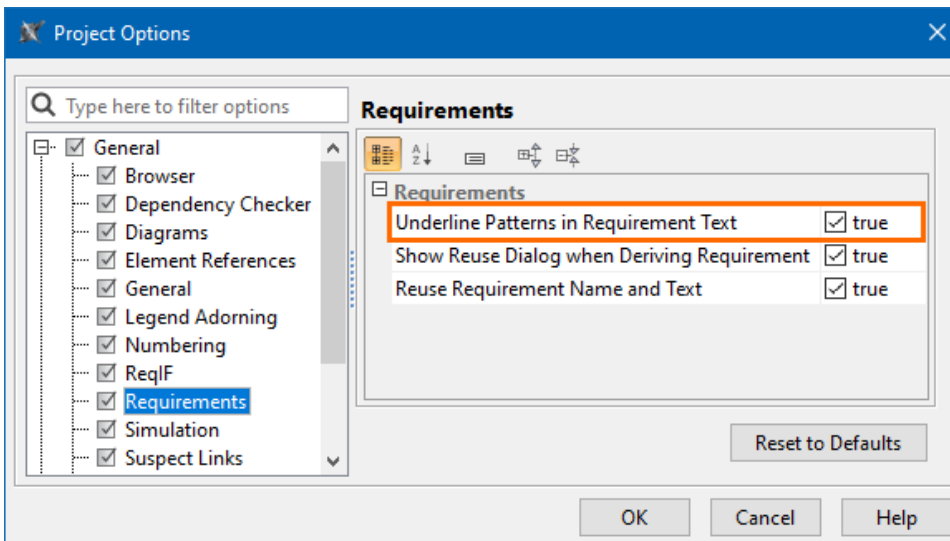 Project Options
Type here to filter options
General
Browser
Dependency Checker
Diagrams
Element References
General
Legend Adorning
Numbering
ReqIF
Requirements
Simulation
Suspect Links
Requirements
A
Z
Requirements
Underline Patterns in Requirement Text true
Show Reuse Dialog when Deriving Requirement true
Reuse Requirement Name and Text true
Reset to Defaults
OK Cancel Help